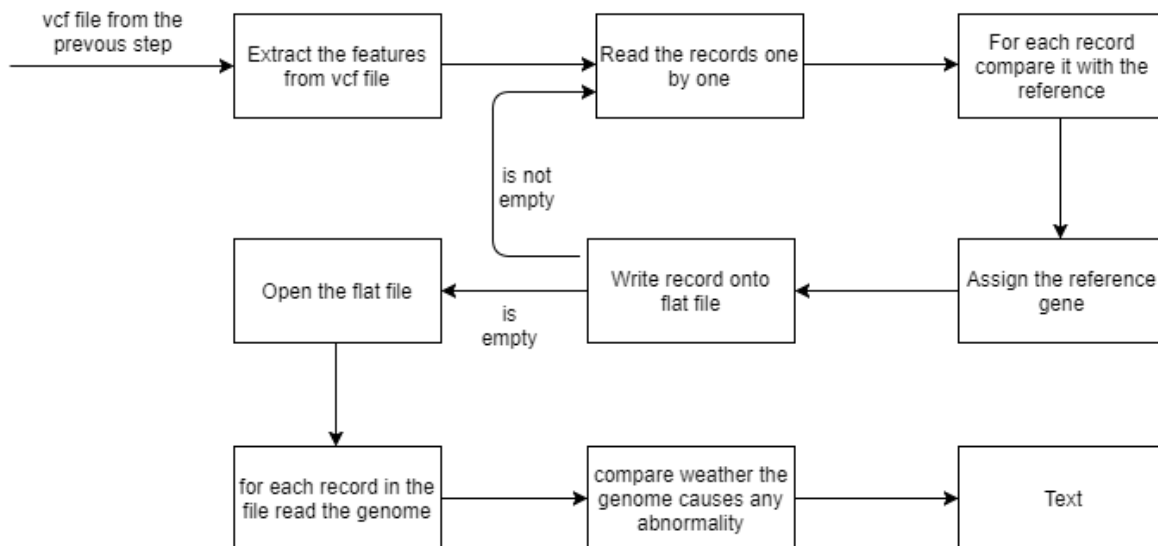 vcf file from the
prevous step
Extract the features
from vcf file
Read the records one
by one
For each record
compare it with the
reference
is not
empty
Open the flat file
is
empty
Write record onto
flat file
Assign the reference
gene
for each record in the
file read the genome
compare weather the
genome causes any
abnormality
Text